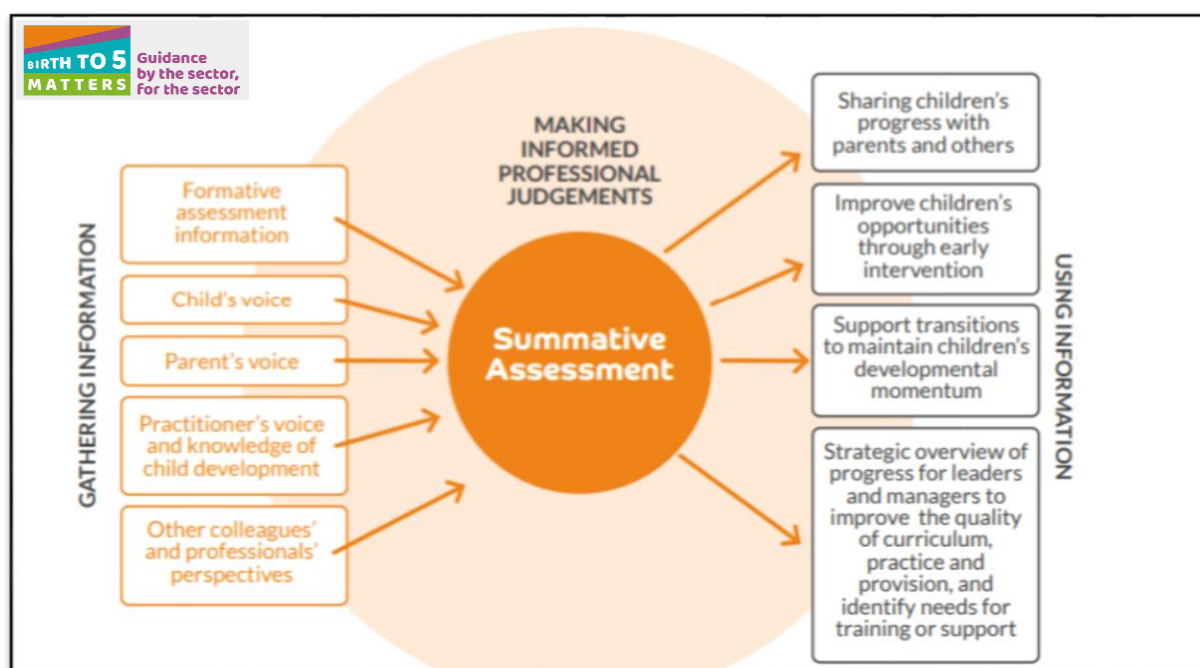 BIRTH TO 5
MATTERS
Guidance
by the sector,
for the sector
GATHERING INFORMATION
Formative
assessment
information
Child's voice
Parent's voice
Practitioner's voice
and knowledge of
child development
Other colleagues'
and professionals'
perspectives
MAKING
INFORMED
PROFESSIONAL
JUDGEMENTS
Summative
Assessment
Sharing children's
progress with
parents and others
Improve children's
opportunities
through early
intervention
Support transitions
to maintain children's
developmental
momentum
Strategic overview of
progress for leaders
and managers to
improve the quality
of curriculum,
practice and
provision, and
identify needs for
training or support
USING INFORMATION